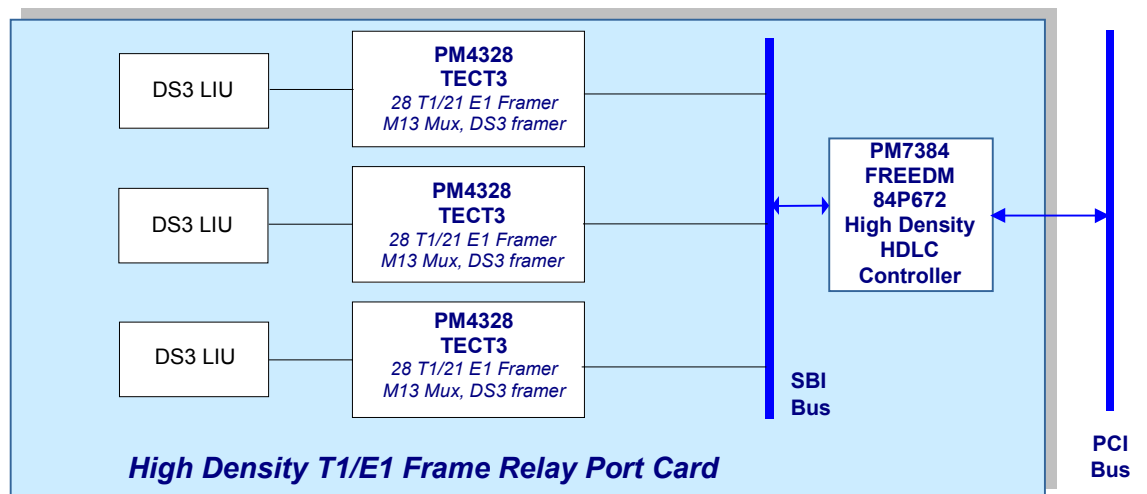 DS3 LIU
PM4328
TECT3
28 T1/21 E1 Framer
M13 Mux, DS3 framer
DS3 LIU
PM4328
TECT3
28 T1/21 E1 Framer
M13 Mux, DS3 framer
DS3 LIU
PM4328
TECT3
28 T1/21 E1 Framer
M13 Mux, DS3 framer
PM7384
FREEDM
84P672
High Density
HDLC
Controller
SBI
Bus
PCI
Bus
High Density T1/E1 Frame Relay Port Card